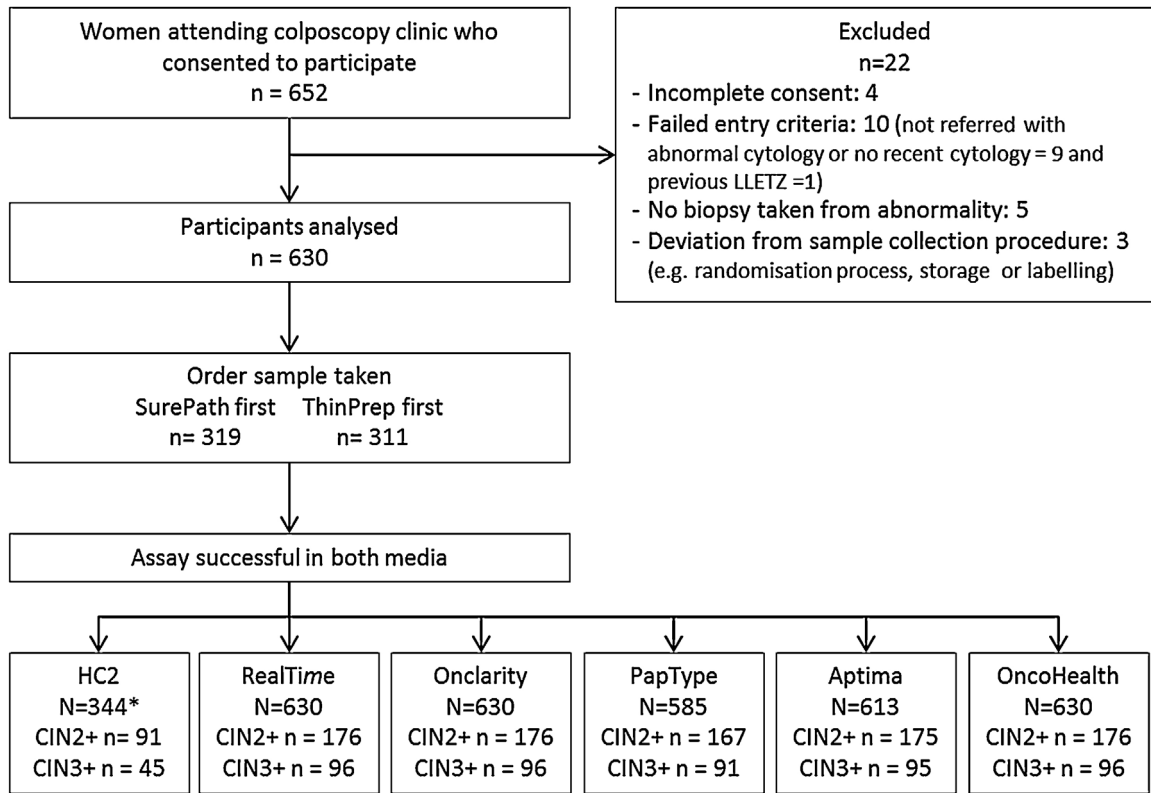 Women attending colposcopy clinic who
consented to participate
n = 652
Excluded
n=22
- Incomplete consent: 4
- Failed entry criteria: 10 (not referred with
abnormal cytology or no recent cytology = 9 and
previous LLETZ =1)
- No biopsy taken from abnormality: 5
- Deviation from sample collection procedure: 3
(e.g. randomisation process, storage or labelling)
Participants analysed
n = 630
Order sample taken
SurePath first ThinPrep first
n= 319 n= 311
Assay successful in both media
HC2
N=344*
CIN2+ n= 91
CIN3+ n = 45
RealTime
N=630
CIN2+ n = 176
CIN3+ n = 96
Onclarity
N=630
CIN2+ n = 176
CIN3+ n = 96
PapType
N=585
CIN2+ n = 167
CIN3+ n = 91
Aptima
N=613
CIN2+ n = 175
CIN3+ n = 95
OncoHealth
N=630
CIN2+ n = 176
CIN3+ n = 96